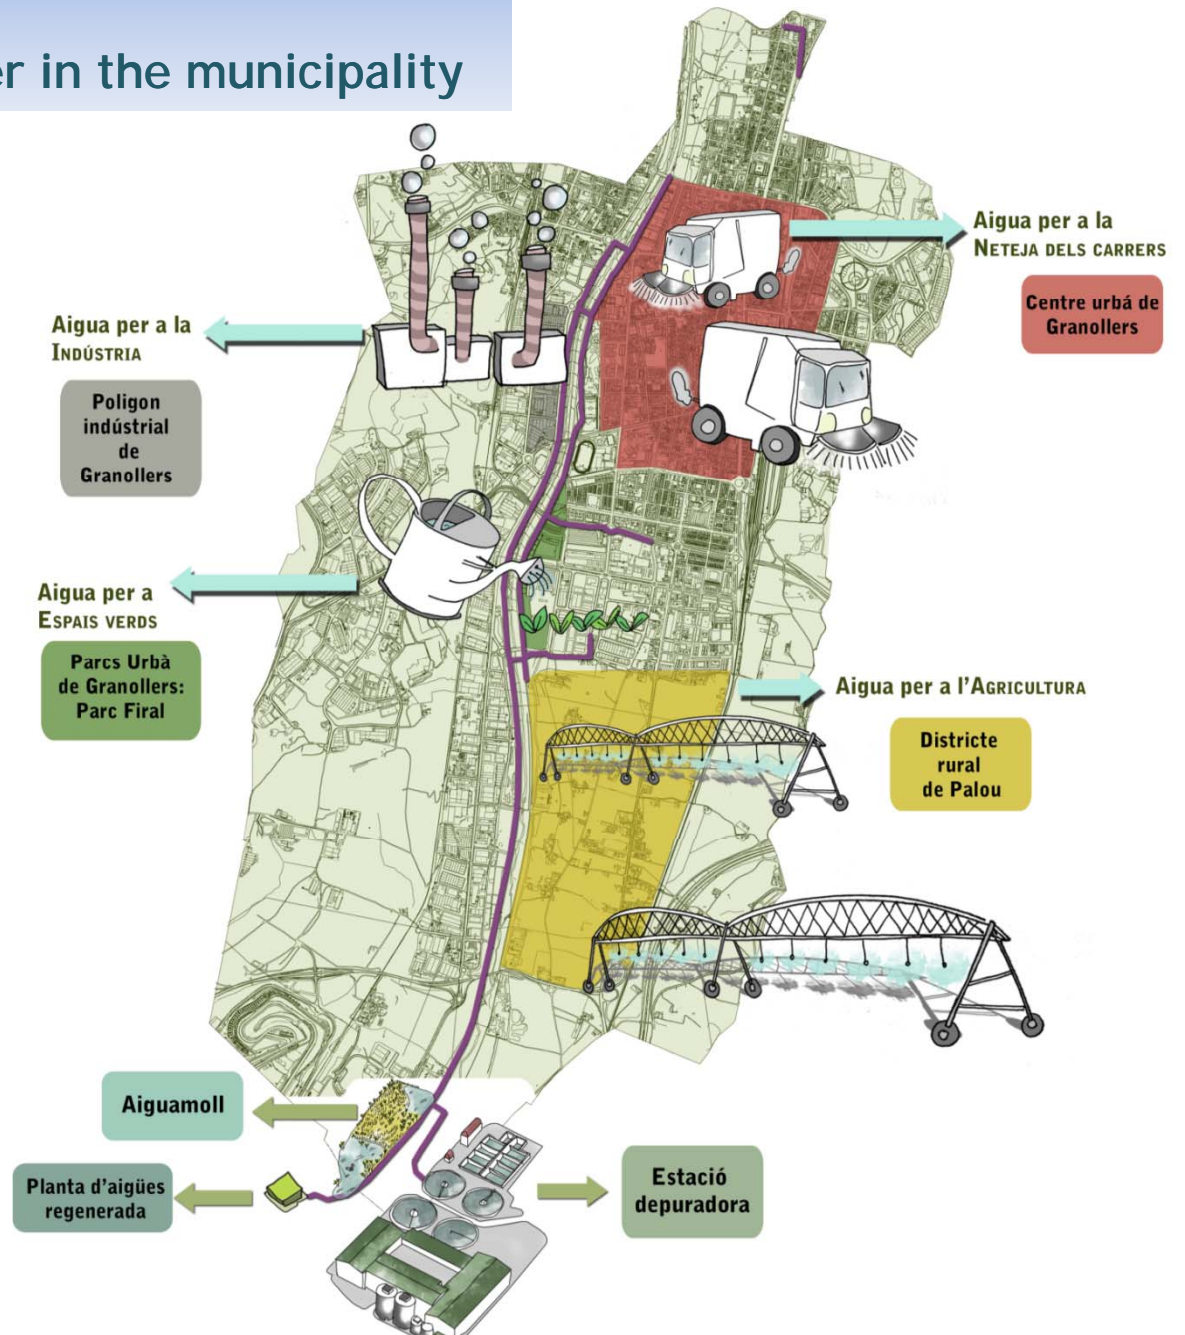 er in the municipality
Aigua per a la
NETEJA DELS CARRERS
Centre urbá de
Granollers
Aigua per a la
INDÚSTRIA
Poligon
indústrial
de
Granollers
Aigua per a
ESPAIS VERDS
Parcs Urbà
de Granollers:
Parc Firal
Aigua per a l'AGRICULTURA
Districte
rural
de Palou
Aiguamoll
Planta d'aigües
regenerada
Estació
depuradora